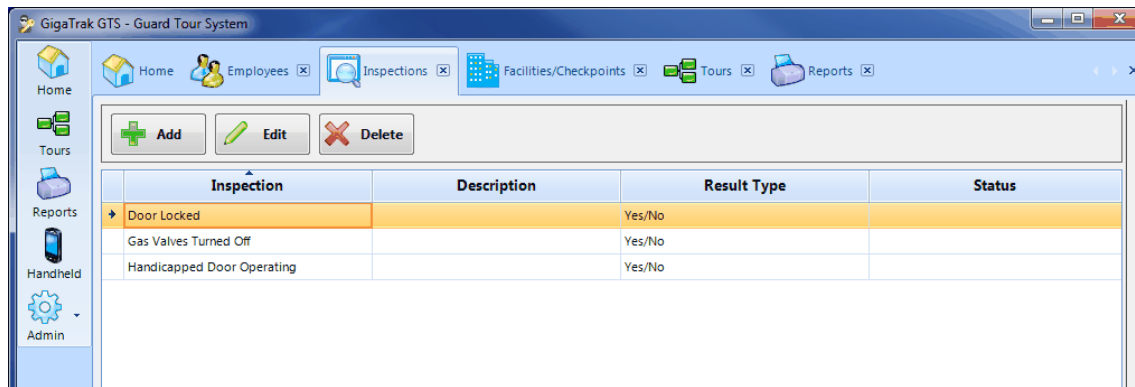 GigaTrak GTS - Guard Tour System
Home
Tours
Reports
Handheld
Admin
Home Employees Inspections Facilities/Checkpoints Tours Reports
Add Edit Delete
Inspection Description Result Type Status
Door Locked Yes/No
Gas Valves Turned Off Yes/No
Handicapped Door Operating Yes/No